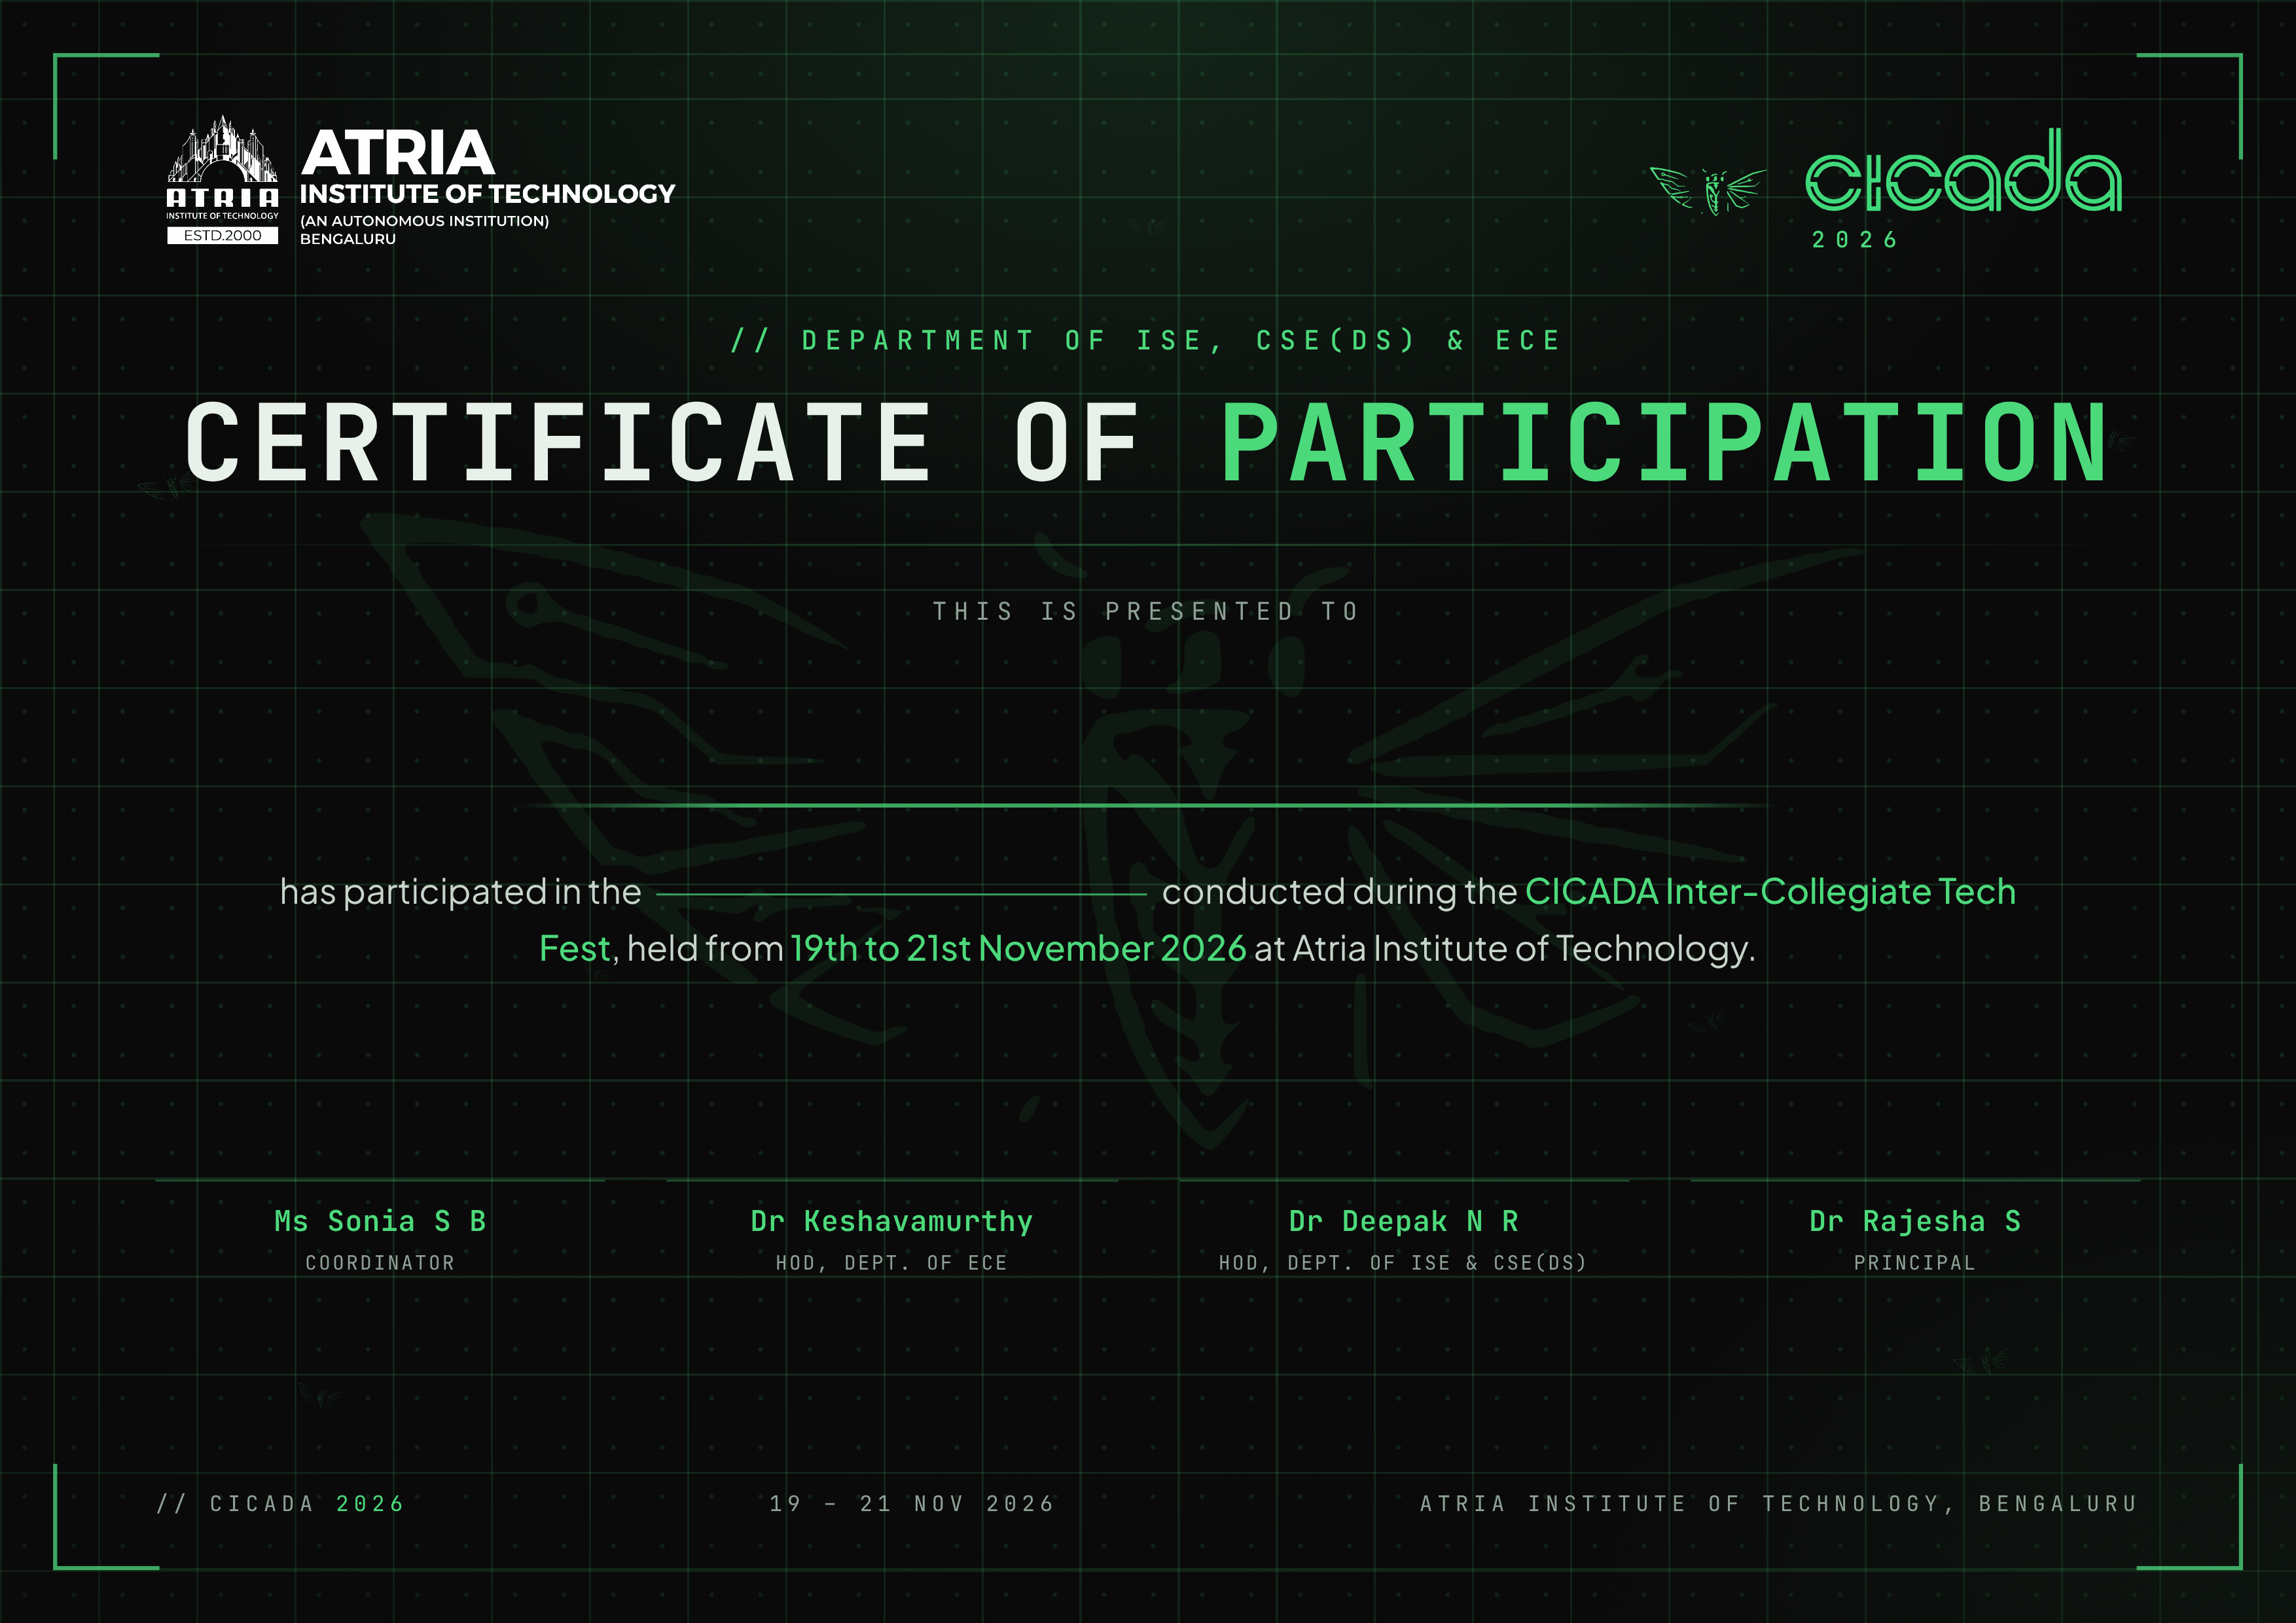 ATRIA
INSTITUTE OF TECHNOLOGY
ESTD.2000
ATRIA
INSTITUTE OF TECHNOLOGY
(AN AUTONOMOUS INSTITUTION)
BENGALURU
cicada
2026
// DEPARTMENT OF ISE, CSE(DS) & ECE
CERTIFICATE OF PARTICIPATION
THIS IS PRESENTED TO
has participated in the conducted during the CICADA Inter-Collegiate Tech
Fest, held from 19th to 21st November 2026 at Atria Institute of Technology.
Ms Sonia S B
COORDINATOR
Dr Keshavamurthy
HOD, DEPT. OF ECE
Dr Deepak N R
HOD, DEPT. OF ISE & CSE(DS)
Dr Rajesha S
PRINCIPAL
// CICADA 2026
19 – 21 NOV 2026
ATRIA INSTITUTE OF TECHNOLOGY, BENGALURU